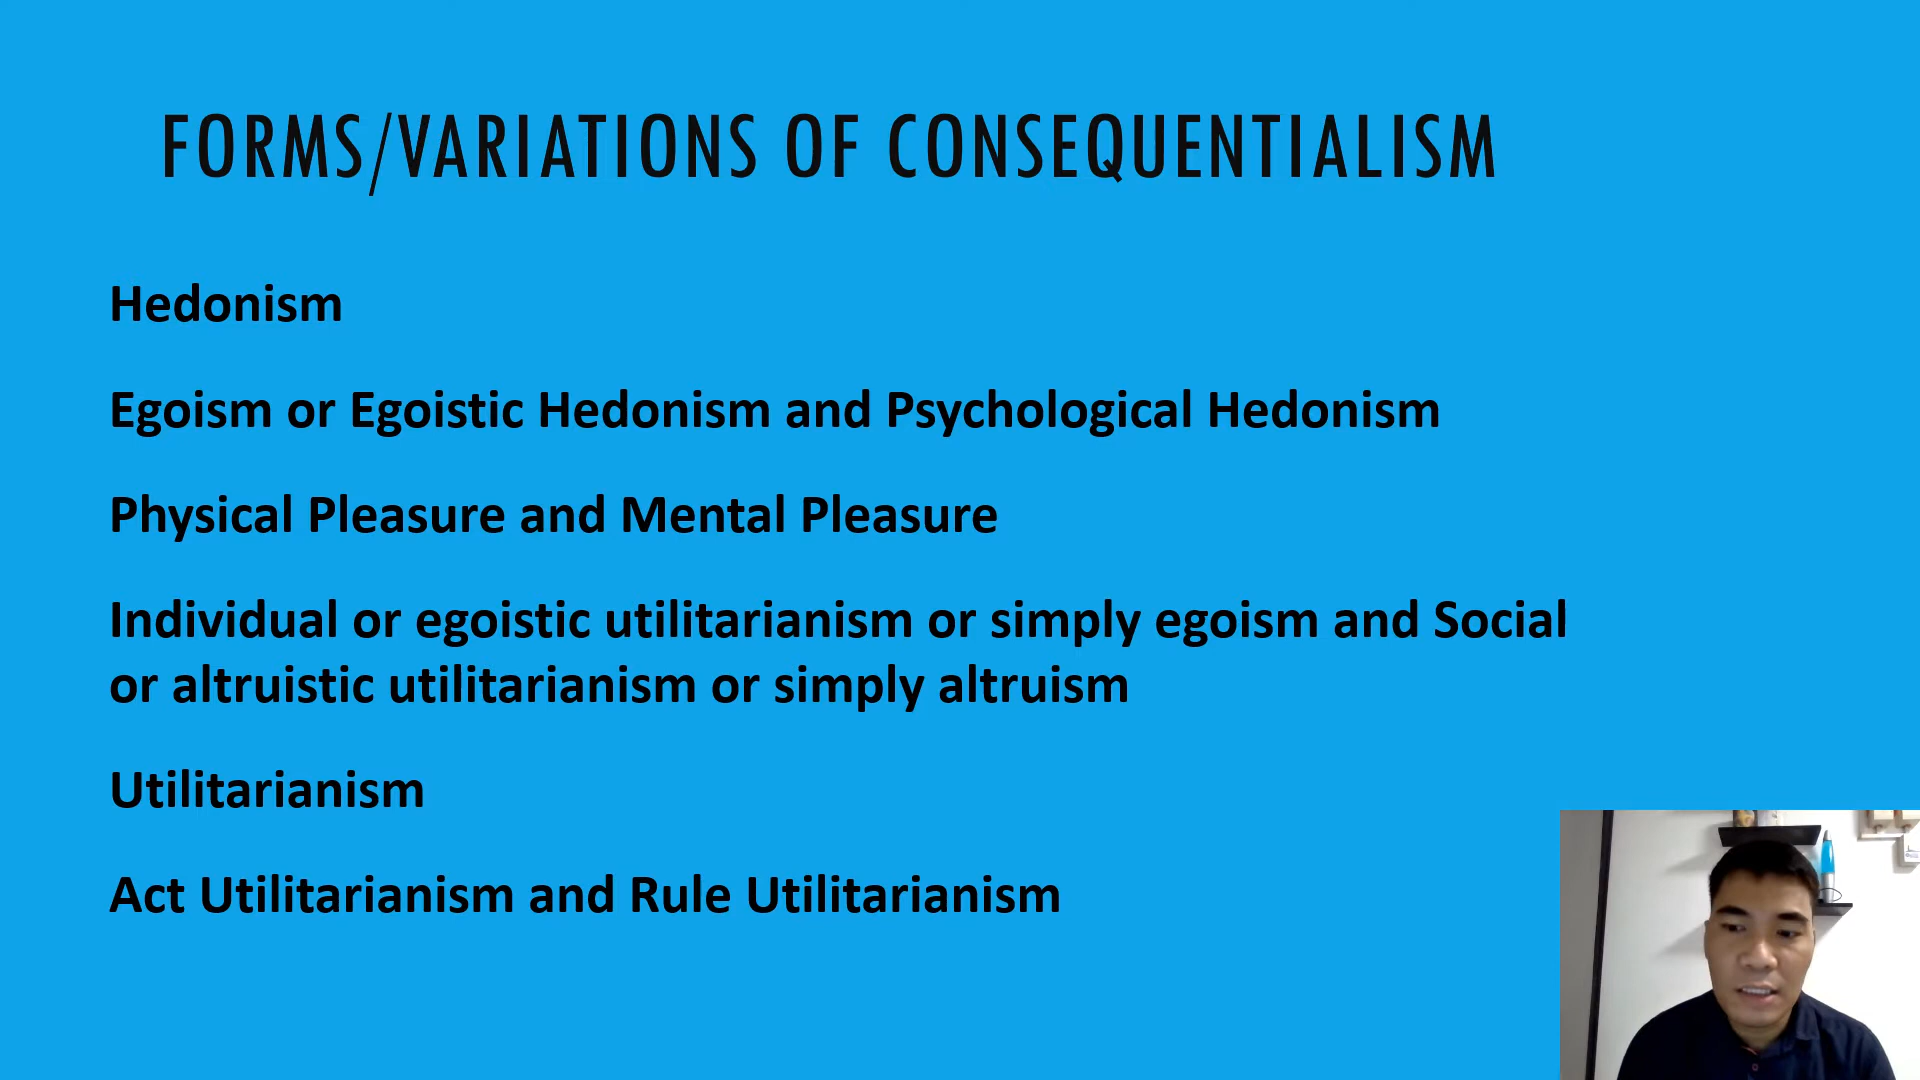 FORMS/VARIATIONS OF CONSEQUENTIALISM
Hedonism
Egoism or Egoistic Hedonism and Psychological Hedonism
Physical Pleasure and Mental Pleasure
Individual or egoistic utilitarianism or simply egoism and Social
or altruistic utilitarianism or simply altruism
Utilitarianism
Act Utilitarianism and Rule Utilitarianism